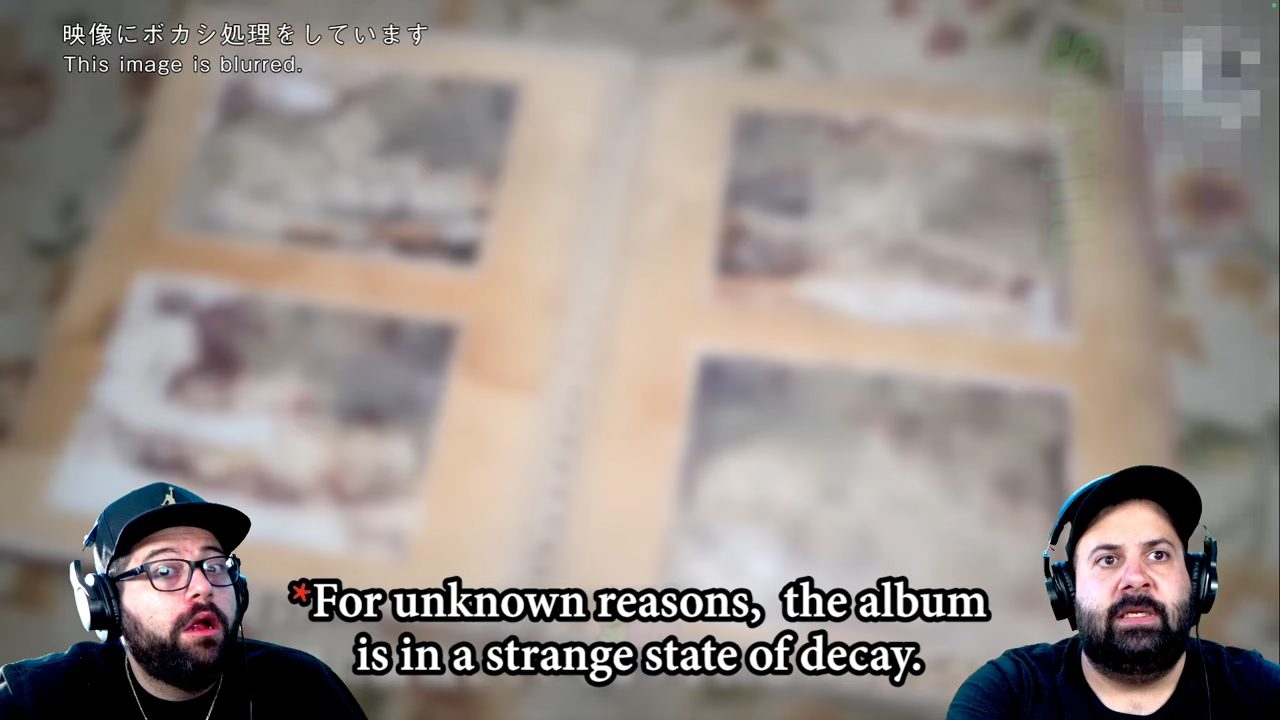 映像にボカシ処理をしています
This image is blurred.
*For unknown reasons, the album
is in a strange state of decay.